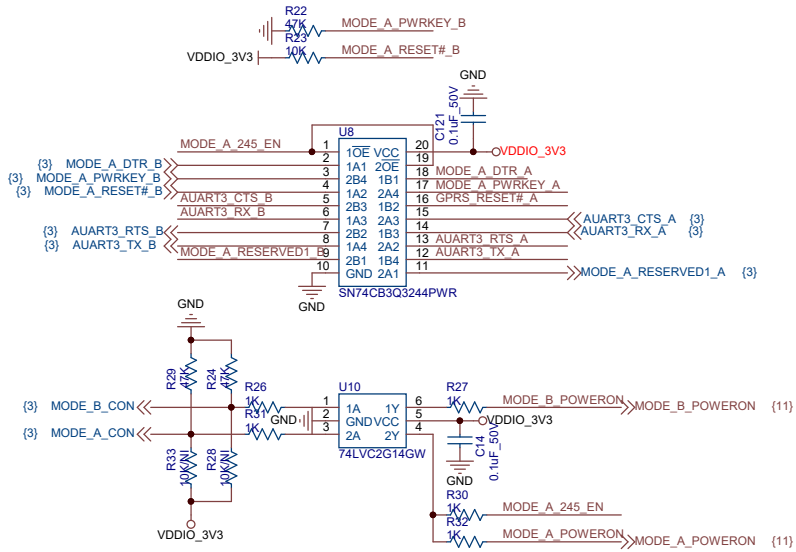 R22
47K
MODE_A_PWRKEY_B
R23
10K
MODE_A_RESET#_B
VDDIO_3V3
GND
C121
0.1uF_50V
U8
MODE_A_245_EN
1 1OE VCC 20 VDDIO_3V3
{3} MODE_A_DTR_B 2 1A1 2OE 19
{3} MODE_A_PWRKEY_B 3 2B4 1B1 18 MODE_A_DTR_A
{3} MODE_A_RESET#_B 4 1A2 2A4 17 MODE_A_PWRKEY_A
AUART3_CTS_B 5 2B3 1B2 16 GPRS_RESET#_A
AUART3_RX_B 6 1A3 2A3 15 AUART3_CTS_A {3}
{3} AUART3_RTS_B 7 2B2 1B3 14 AUART3_RX_A {3}
{3} AUART3_TX_B 8 1A4 2A2 13 AUART3_RTS_A
MODE_A_RESERVED1_B 9 2B1 1B4 12 AUART3_TX_A
10 GND 2A1 11 MODE_A_RESERVED1_A {3}
GND
SN74CB3Q3244PWR
GND
R29
47K
R24
47K
R26
1K
R31
1K
{3} MODE_B_CON
{3} MODE_A_CON
R33
10K/NI
R28
10K/NI
VDDIO_3V3
GND
U10
1 1A 1Y 6
2 GND VCC 5
3 2A 2Y 4
74LVC2G14GW
R27
1K
MODE_B_POWERON
MODE_B_POWERON {11}
VDDIO_3V3
C14
0.1uF_50V
GND
R30
1K
MODE_A_245_EN
R32
1K
MODE_A_POWERON
MODE_A_POWERON {11}